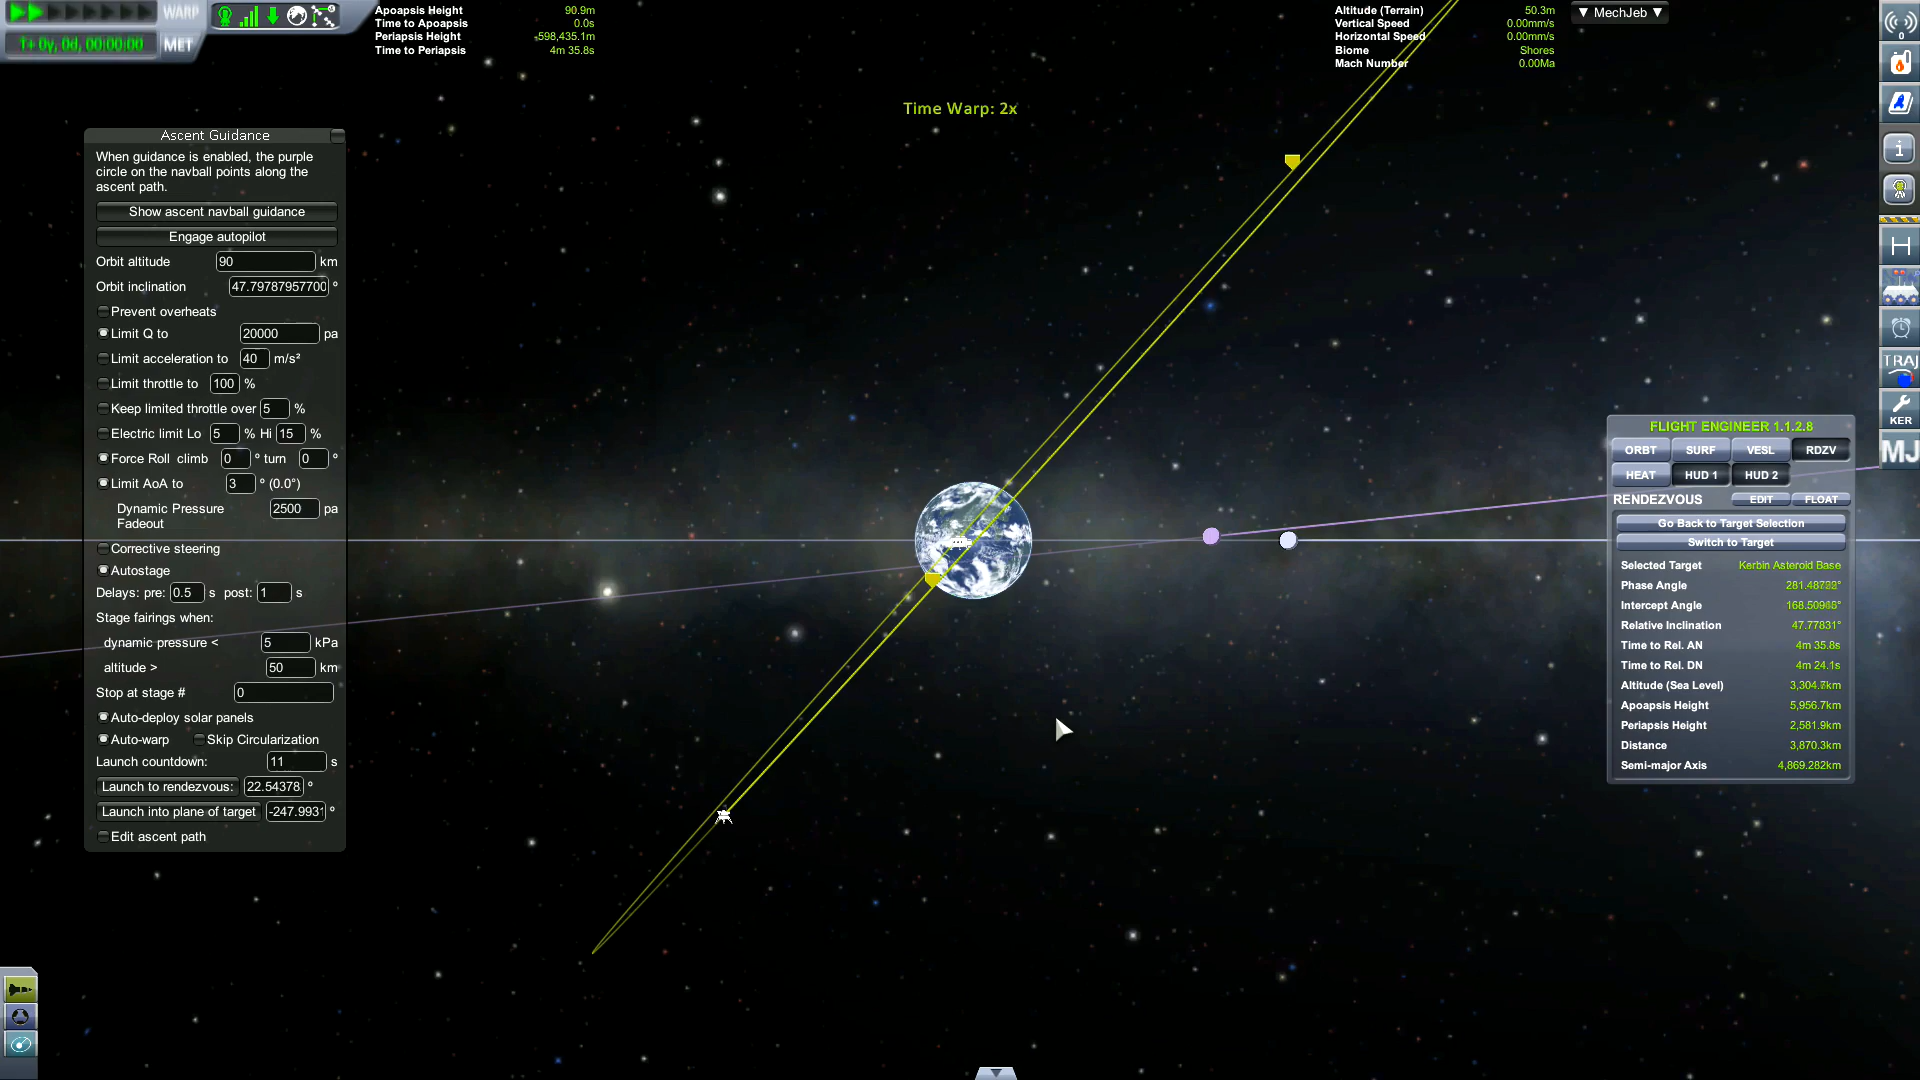 WARP
T+ 0y, 0d, 00:00:00 MET
Apoapsis Height 90.9m
Time to Apoapsis 0.0s
Periapsis Height -598,435.1m
Time to Periapsis 4m 35.8s
Altitude (Terrain) 50.3m
Vertical Speed 0.00mm/s
Horizontal Speed 0.00mm/s
Biome Shores
Mach Number 0.00Ma
▼ MechJeb ▼
Time Warp: 2x
Ascent Guidance
When guidance is enabled, the purple
circle on the navball points along the
ascent path.
Show ascent navball guidance
Engage autopilot
Orbit altitude 90 km
Orbit inclination 47.79787957700 °
Prevent overheats
Limit Q to 20000 pa
Limit acceleration to 40 m/s²
Limit throttle to 100 %
Keep limited throttle over 5 %
Electric limit Lo 5 % Hi 15 %
Force Roll climb 0 ° turn 0 °
Limit AoA to 3 ° (0.0°)
Dynamic Pressure 2500 pa
Fadeout
Corrective steering
Autostage
Delays: pre: 0.5 s post: 1 s
Stage fairings when:
dynamic pressure < 5 kPa
altitude > 50 km
Stop at stage # 0
Auto-deploy solar panels
Auto-warp Skip Circularization
Launch countdown: 11 s
Launch to rendezvous: 22.54378 °
Launch into plane of target -247.9931 °
Edit ascent path
0
TRAJ
KER
MJ
FLIGHT ENGINEER 1.1.2.8
ORBT SURF VESL RDZV
HEAT HUD 1 HUD 2
RENDEZVOUS EDIT FLOAT
Go Back to Target Selection
Switch to Target
Selected Target Kerbin Asteroid Base
Phase Angle
Intercept Angle
Relative Inclination 47.77831°
Time to Rel. AN 4m 35.8s
Time to Rel. DN 4m 24.1s
Altitude (Sea Level)
Apoapsis Height 5,956.7km
Periapsis Height 2,581.9km
Distance 3,870.3km
Semi-major Axis 4,869.282km